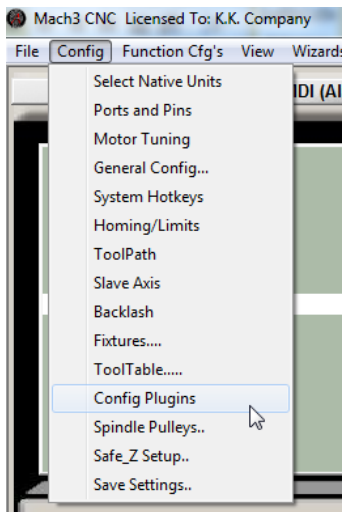 Mach3 CNC Licensed To: K.K. Company
File Config Function Cfg's View Wizards
Select Native Units
IDI (Al
Ports and Pins
Motor Tuning
General Config...
System Hotkeys
Homing/Limits
ToolPath
Slave Axis
Backlash
Fixtures....
ToolTable.....
Config Plugins
Spindle Pulleys..
Safe_Z Setup..
Save Settings..